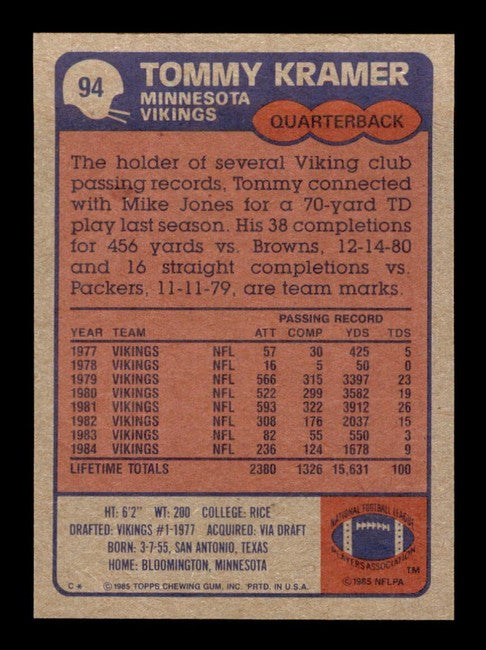 94
TOMMY KRAMER
MINNESOTA
VIKINGS
QUARTERBACK
The holder of several Viking club
passing records, Tommy connected
with Mike Jones for a 70-yard TD
play last season. His 38 completions
for 456 yards vs. Browns, 12-14-80
and 16 straight completions vs.
Packers, 11-11-79, are team marks.
PASSING RECORD
YEAR TEAM ATT COMP YDS TDS
1977 VIKINGS NFL 57 30 425 5
1978 VIKINGS NFL 16 5 50 0
1979 VIKINGS NFL 566 315 3397 23
1980 VIKINGS NFL 522 299 3582 19
1981 VIKINGS NFL 593 322 3912 26
1982 VIKINGS NFL 308 176 2037 15
1983 VIKINGS NFL 82 55 550 3
1984 VIKINGS NFL 236 124 1678 9
LIFETIME TOTALS 2380 1326 15,631 100
HT: 6'2" WT: 200 COLLEGE: RICE
DRAFTED: VIKINGS #1-1977 ACQUIRED: VIA DRAFT
BORN: 3-7-55, SAN ANTONIO, TEXAS
HOME: BLOOMINGTON, MINNESOTA
C* © 1985 TOPPS CHEWING GUM, INC. PRTD. IN U.S.A.
NATIONAL FOOTBALL LEAGUE
PLAYERS ASSOCIATION
TM
© 1985 NFLPA